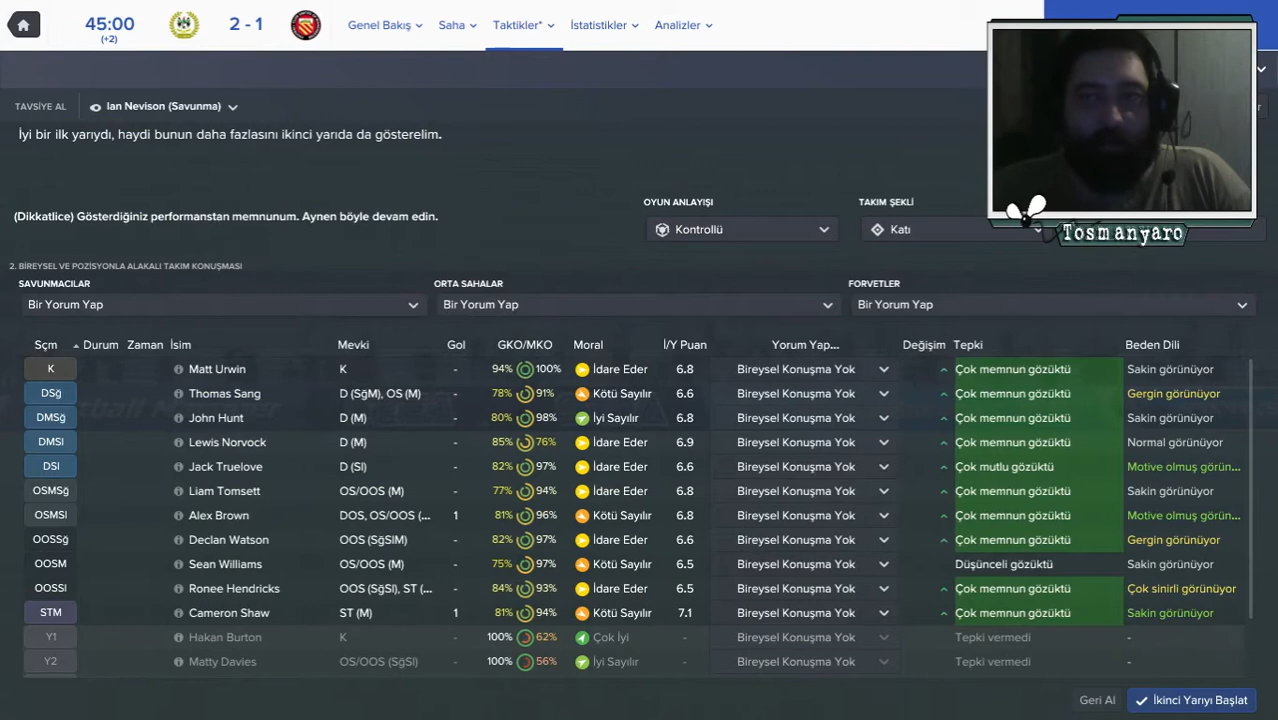 45:00
(+2)
2 - 1
Genel Bakış
Saha
Taktikler*
İstatistikler
Analizler
TAVSİYE AL
Ian Nevison (Savunma)
İyi bir ilk yarıydı, haydi bunun daha fazlasını ikinci yarıda da gösterelim.
(Dikkatlice) Gösterdiğiniz performanstan memnunum. Aynen böyle devam edin.
OYUN ANLAYIŞI
TAKIM ŞEKLİ
Kontrollü
Katı
Tosmanyaro
2. BİREYSEL VE POZİSYONLA ALAKALI TAKIM KONUŞMASI
SAVUNMACILAR
ORTA SAHALAR
FORVETLER
Bir Yorum Yap
Bir Yorum Yap
Bir Yorum Yap
Sçm Durum Zaman İsim Mevki Gol GKO/MKO Moral İ/Y Puan Yorum Yap... Değişim Tepki Beden Dili
K Matt Urwin K - 94% 100% İdare Eder 6.8 Bireysel Konuşma Yok Çok memnun gözüktü Sakin görünüyor
DSğ Thomas Sang D (SğM), OS (M) - 78% 91% Kötü Sayılır 6.6 Bireysel Konuşma Yok Çok memnun gözüktü Gergin görünüyor
DMSğ John Hunt D (M) - 80% 98% İyi Sayılır 6.8 Bireysel Konuşma Yok Çok memnun gözüktü Sakin görünüyor
DMSl Lewis Norvock D (M) - 85% 76% İdare Eder 6.9 Bireysel Konuşma Yok Çok memnun gözüktü Normal görünüyor
DSl Jack Truelove D (Sl) - 82% 97% İdare Eder 6.6 Bireysel Konuşma Yok Çok mutlu gözüktü Motive olmuş görün...
OSMSğ Liam Tomsett OS/OOS (M) - 77% 94% İdare Eder 6.8 Bireysel Konuşma Yok Çok memnun gözüktü Sakin görünüyor
OSMSl Alex Brown DOS, OS/OOS (... 1 81% 96% Kötü Sayılır 6.8 Bireysel Konuşma Yok Çok memnun gözüktü Motive olmuş görün...
OOSSğ Declan Watson OOS (SğSlM) - 82% 97% İdare Eder 6.6 Bireysel Konuşma Yok Çok memnun gözüktü Gergin görünüyor
OOSM Sean Williams OS/OOS (M) - 75% 97% Kötü Sayılır 6.5 Bireysel Konuşma Yok Düşünceli gözüktü Sakin görünüyor
OOSSl Ronee Hendricks OOS (SğSl), ST (... - 84% 93% İdare Eder 6.5 Bireysel Konuşma Yok Çok memnun gözüktü Çok sinirli görünüyor
STM Cameron Shaw ST (M) 1 81% 94% Kötü Sayılır 7.1 Bireysel Konuşma Yok Çok memnun gözüktü Sakin görünüyor
Y1 Hakan Burton K - 100% 62% Çok İyi - Bireysel Konuşma Yok Tepki vermedi -
Y2 Matty Davies OS/OOS (SğSl) - 100% 56% İyi Sayılır - Bireysel Konuşma Yok Tepki vermedi -
Geri Al
İkinci Yarıyı Başlat